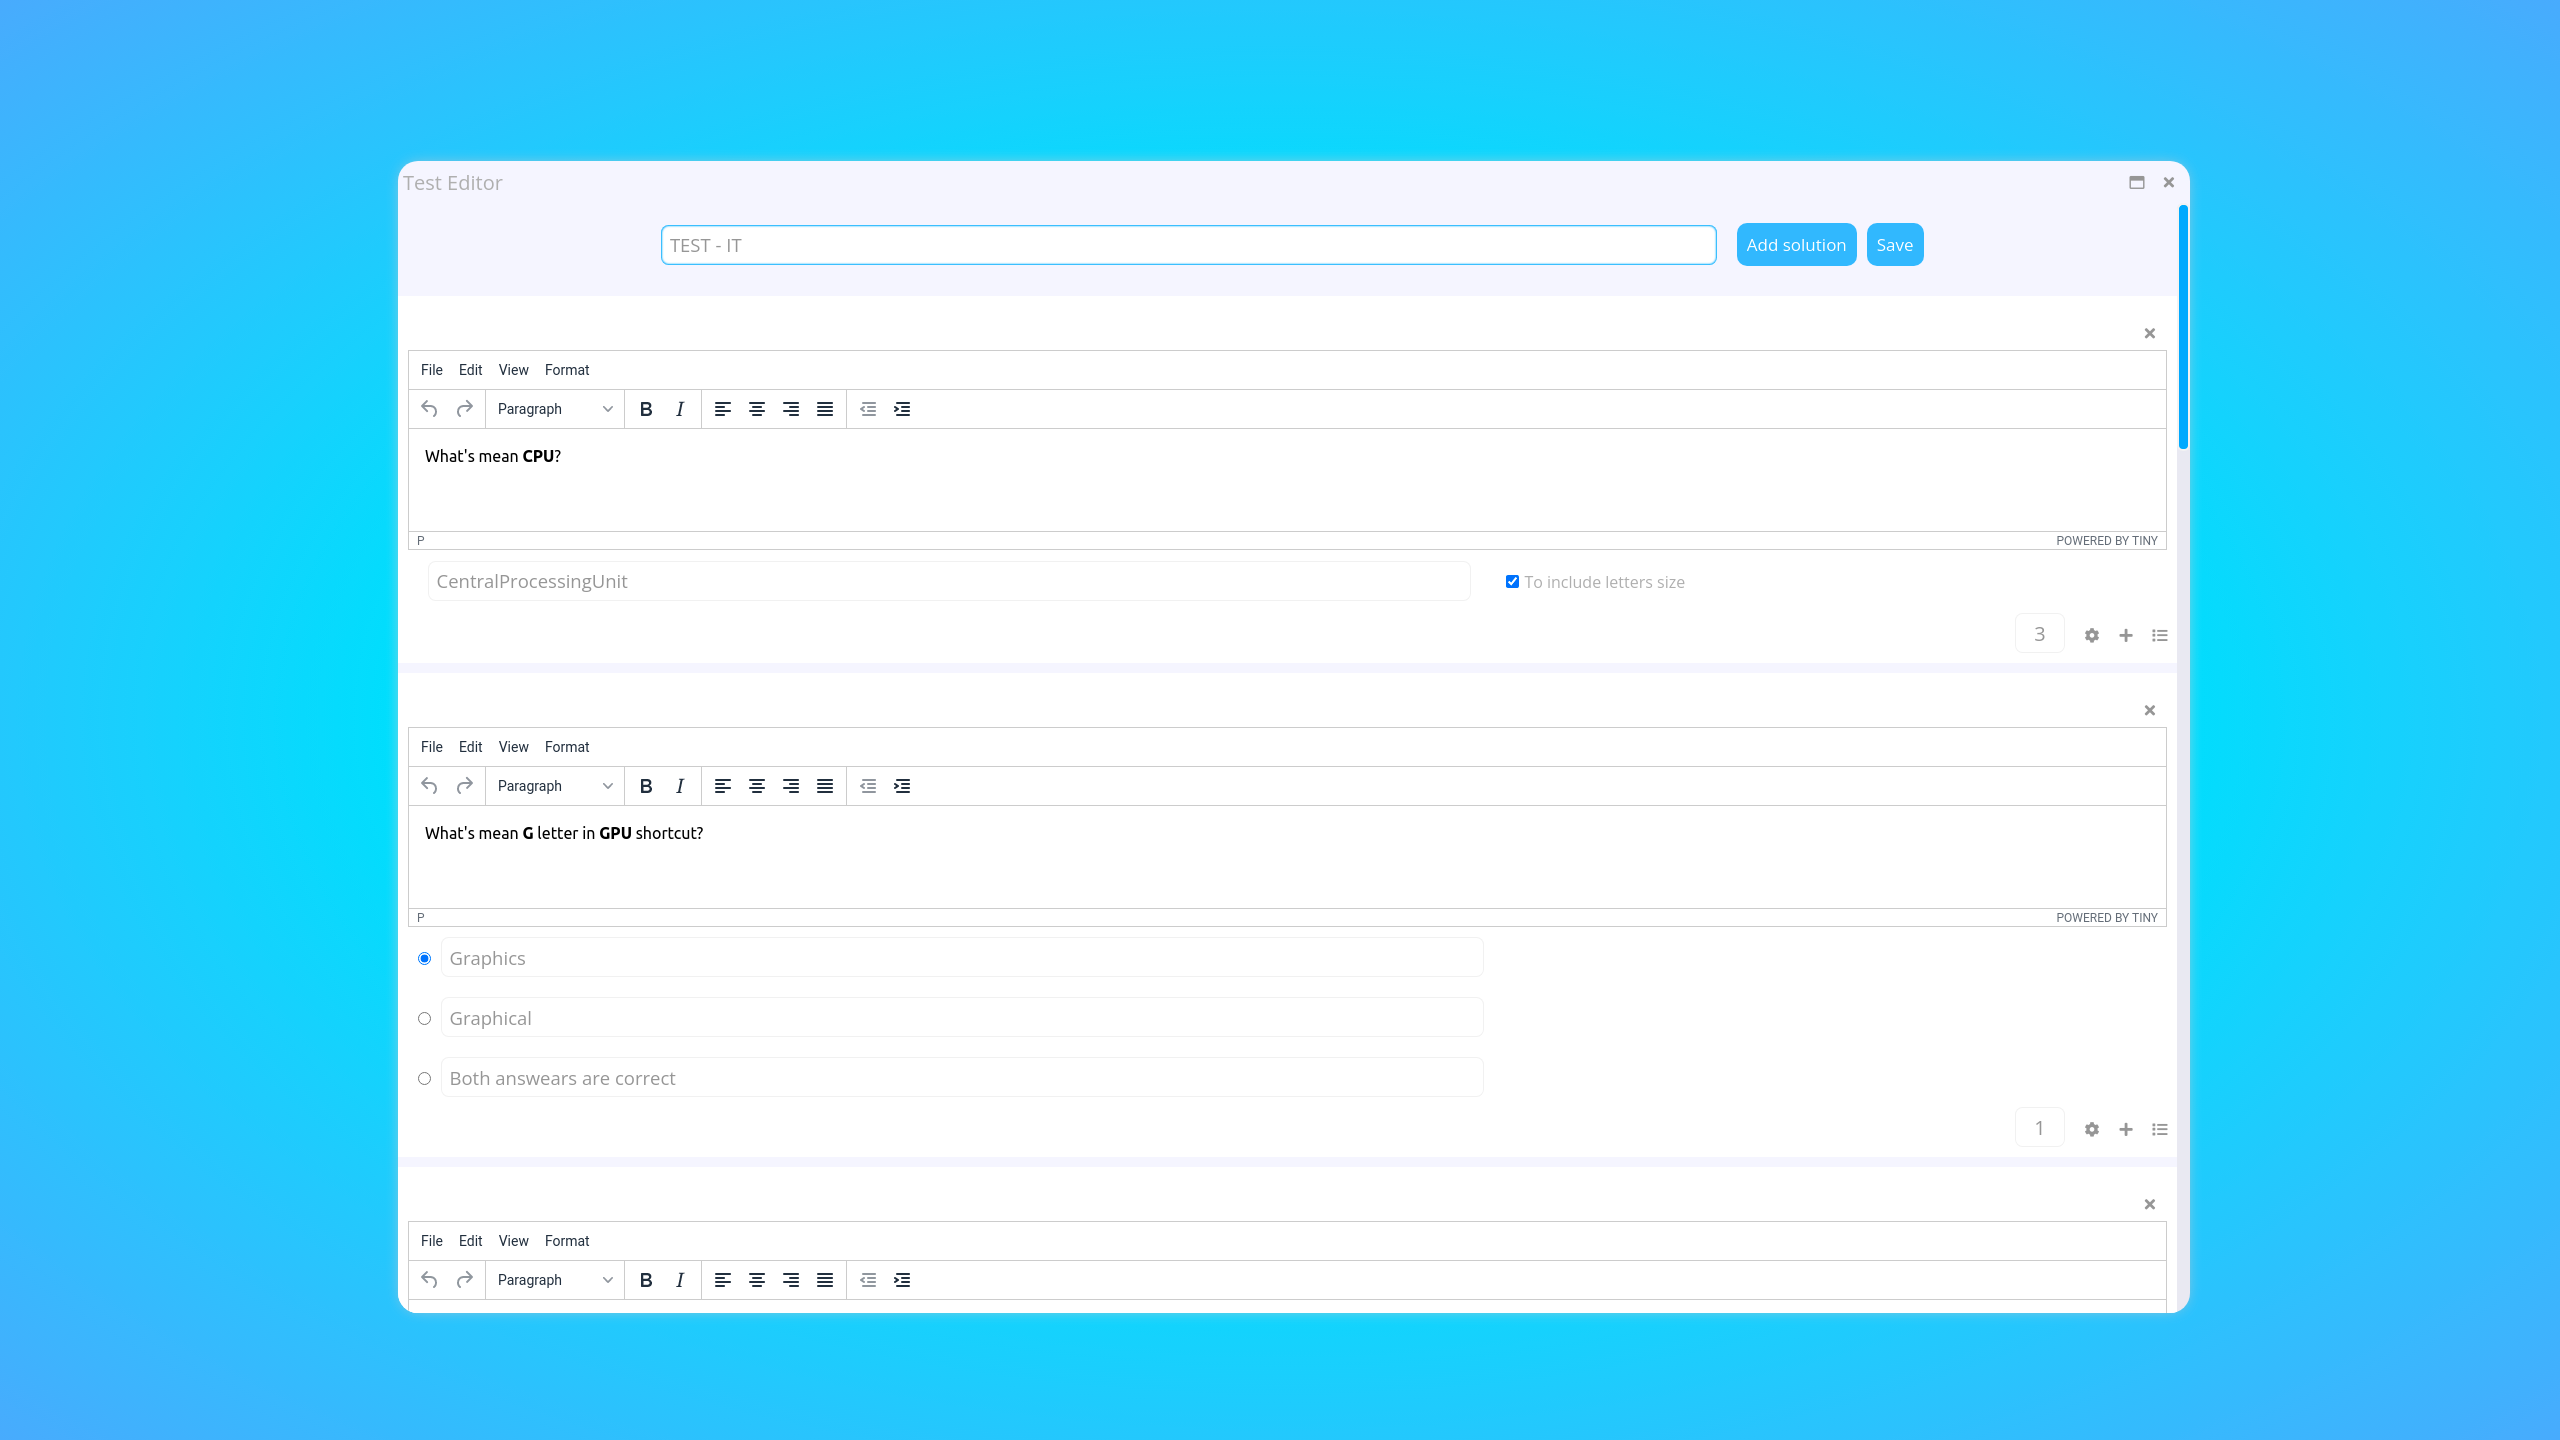 Test Editor
TEST - IT
Add solution
Save
File Edit View Format
Paragraph B I
What's mean CPU?
P
POWERED BY TINY
CentralProcessingUnit
To include letters size
3
File Edit View Format
Paragraph B I
What's mean G letter in GPU shortcut?
P
POWERED BY TINY
Graphics
Graphical
Both answears are correct
1
File Edit View Format
Paragraph B I